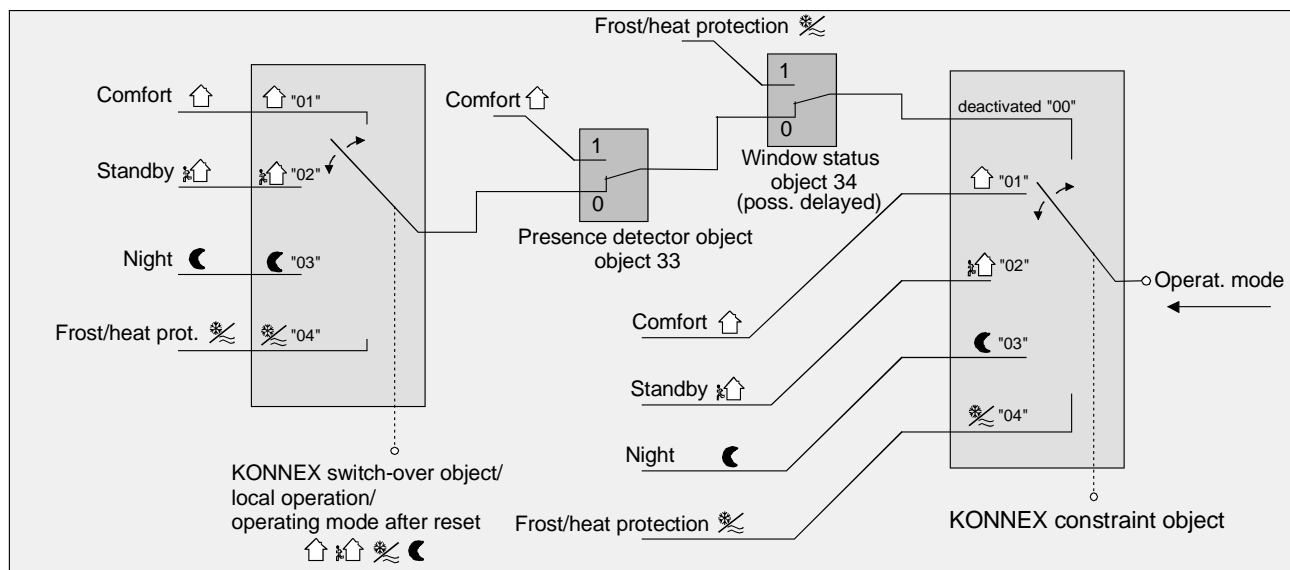 Frost/heat protection
Comfort
"01"
Standby
"02"
Night
"03"
Frost/heat prot.
"04"
KONNEX switch-over object/
local operation/
operating mode after reset
Comfort
1
0
Presence detector object
object 33
1
0
Window status
object 34
(poss. delayed)
deactivated "00"
"01"
"02"
"03"
"04"
Comfort
Standby
Night
Frost/heat protection
Operat. mode
KONNEX constraint object